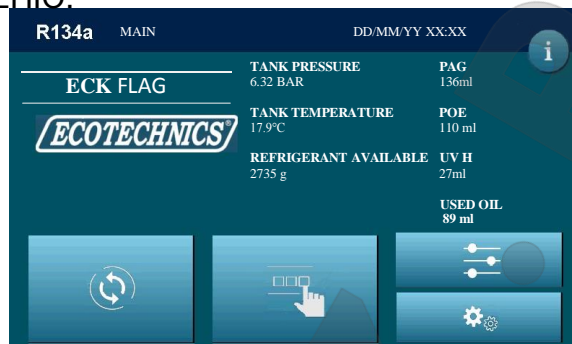 R134a MAIN DD/MM/YY XX:XX
i
ECK FLAG
ECOTECHNICS
TANK PRESSURE PAG
6.32 BAR 136ml
TANK TEMPERATURE POE
17.9°C 110 ml
REFRIGERANT AVAILABLE UV H
2735 g 27ml
USED OIL
89 ml